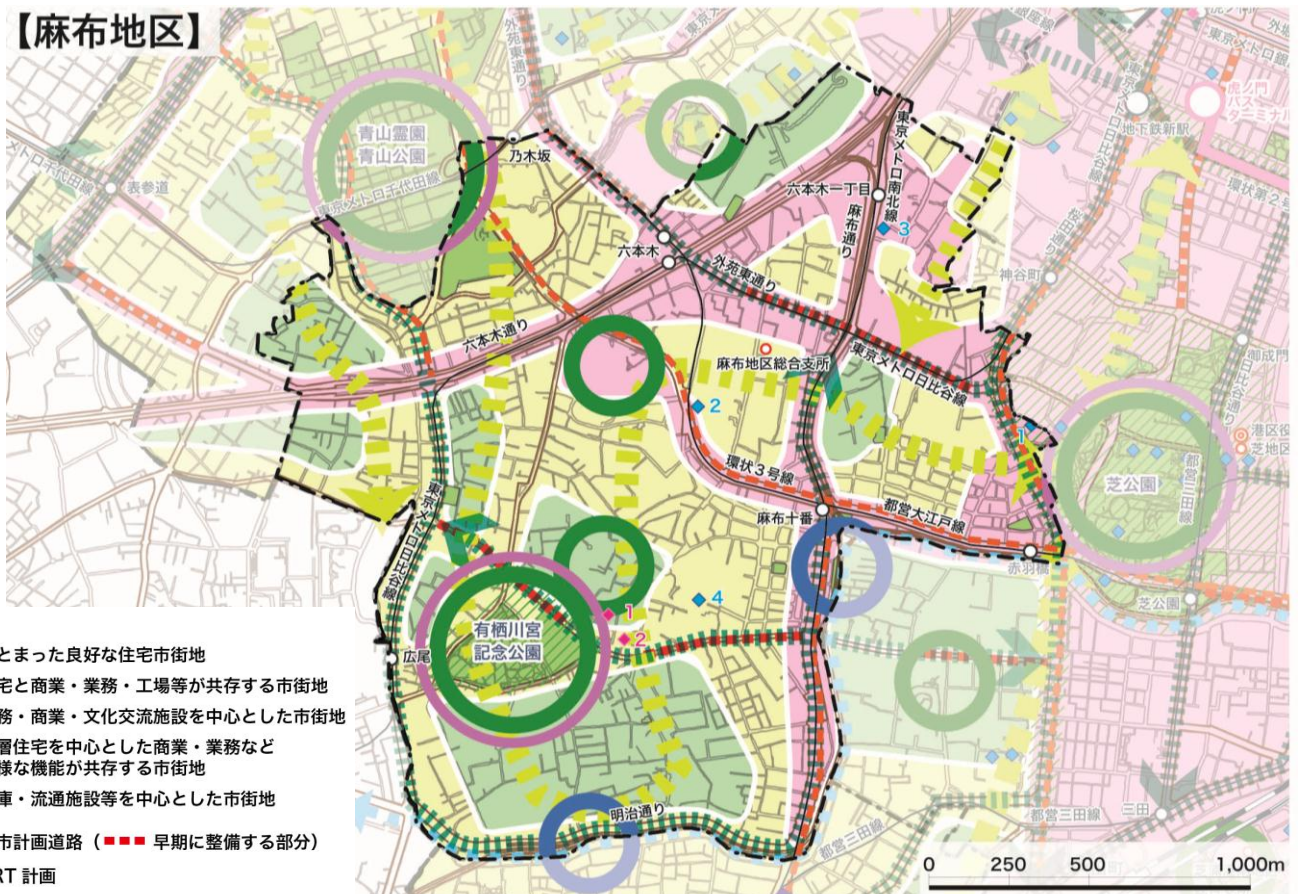 【麻布地区】
外苑東通り
青山霊園
青山公園
乃木坂
東京メトロ千代田線
表参道
六本木一丁目
東京メトロ南北線
麻布通り
3
六本木
外苑東通り
六本木通り
麻布地区総合支所
東京メトロ日比谷線
2
環状3号線
麻布十番
都営大江戸線
赤羽橋
1
4
東京メトロ日比谷線
有栖川宮
記念公園
1
2
広尾
明治通り
地下鉄新駅
虎ノ門
バス
ターミナル
東京メトロ日比谷線
桜田通り
神谷町
御成門
日比谷通り
芝公園
都営三田線
芝公園
都営三田線
三田
都営三田線
とまった良好な住宅市街地
宅と商業・業務・工場等が共存する市街地
務・商業・文化交流施設を中心とした市街地
層住宅を中心とした商業・業務など
様な機能が共存する市街地
庫・流通施設等を中心とした市街地
市計画道路（ 早期に整備する部分）
RT 計画
0 250 500 1,000m